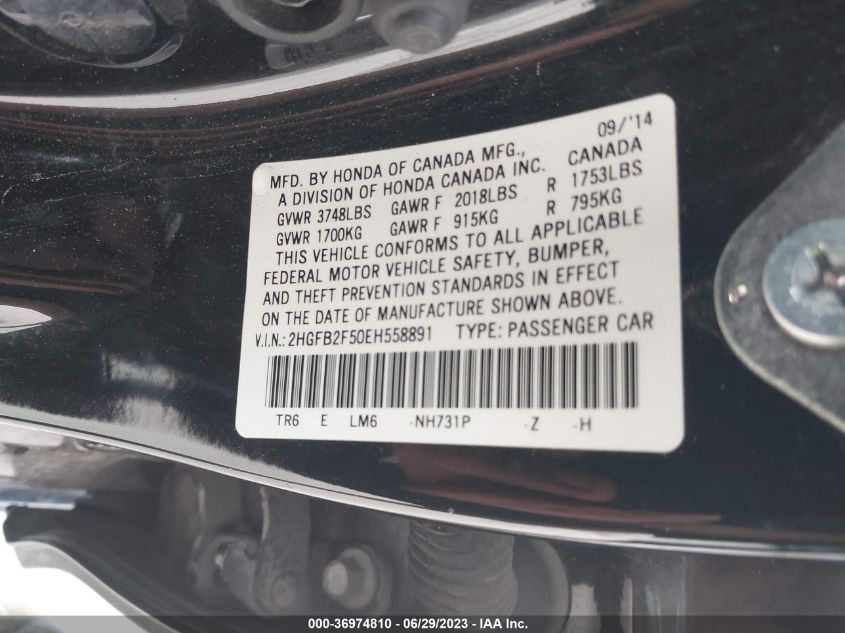 09/'14
MFD. BY HONDA OF CANADA MFG.,
A DIVISION OF HONDA CANADA INC. CANADA
GVWR 3748LBS GAWR F 2018LBS R 1753LBS
GVWR 1700KG GAWR F 915KG R 795KG
THIS VEHICLE CONFORMS TO ALL APPLICABLE
FEDERAL MOTOR VEHICLE SAFETY, BUMPER,
AND THEFT PREVENTION STANDARDS IN EFFECT
ON THE DATE OF MANUFACTURE SHOWN ABOVE.
V.I.N.: 2HGFB2F50EH558891 TYPE: PASSENGER CAR
TR6 E LM6 -NH731P -Z -H
000-36974810 - 06/29/2023 - IAA Inc.